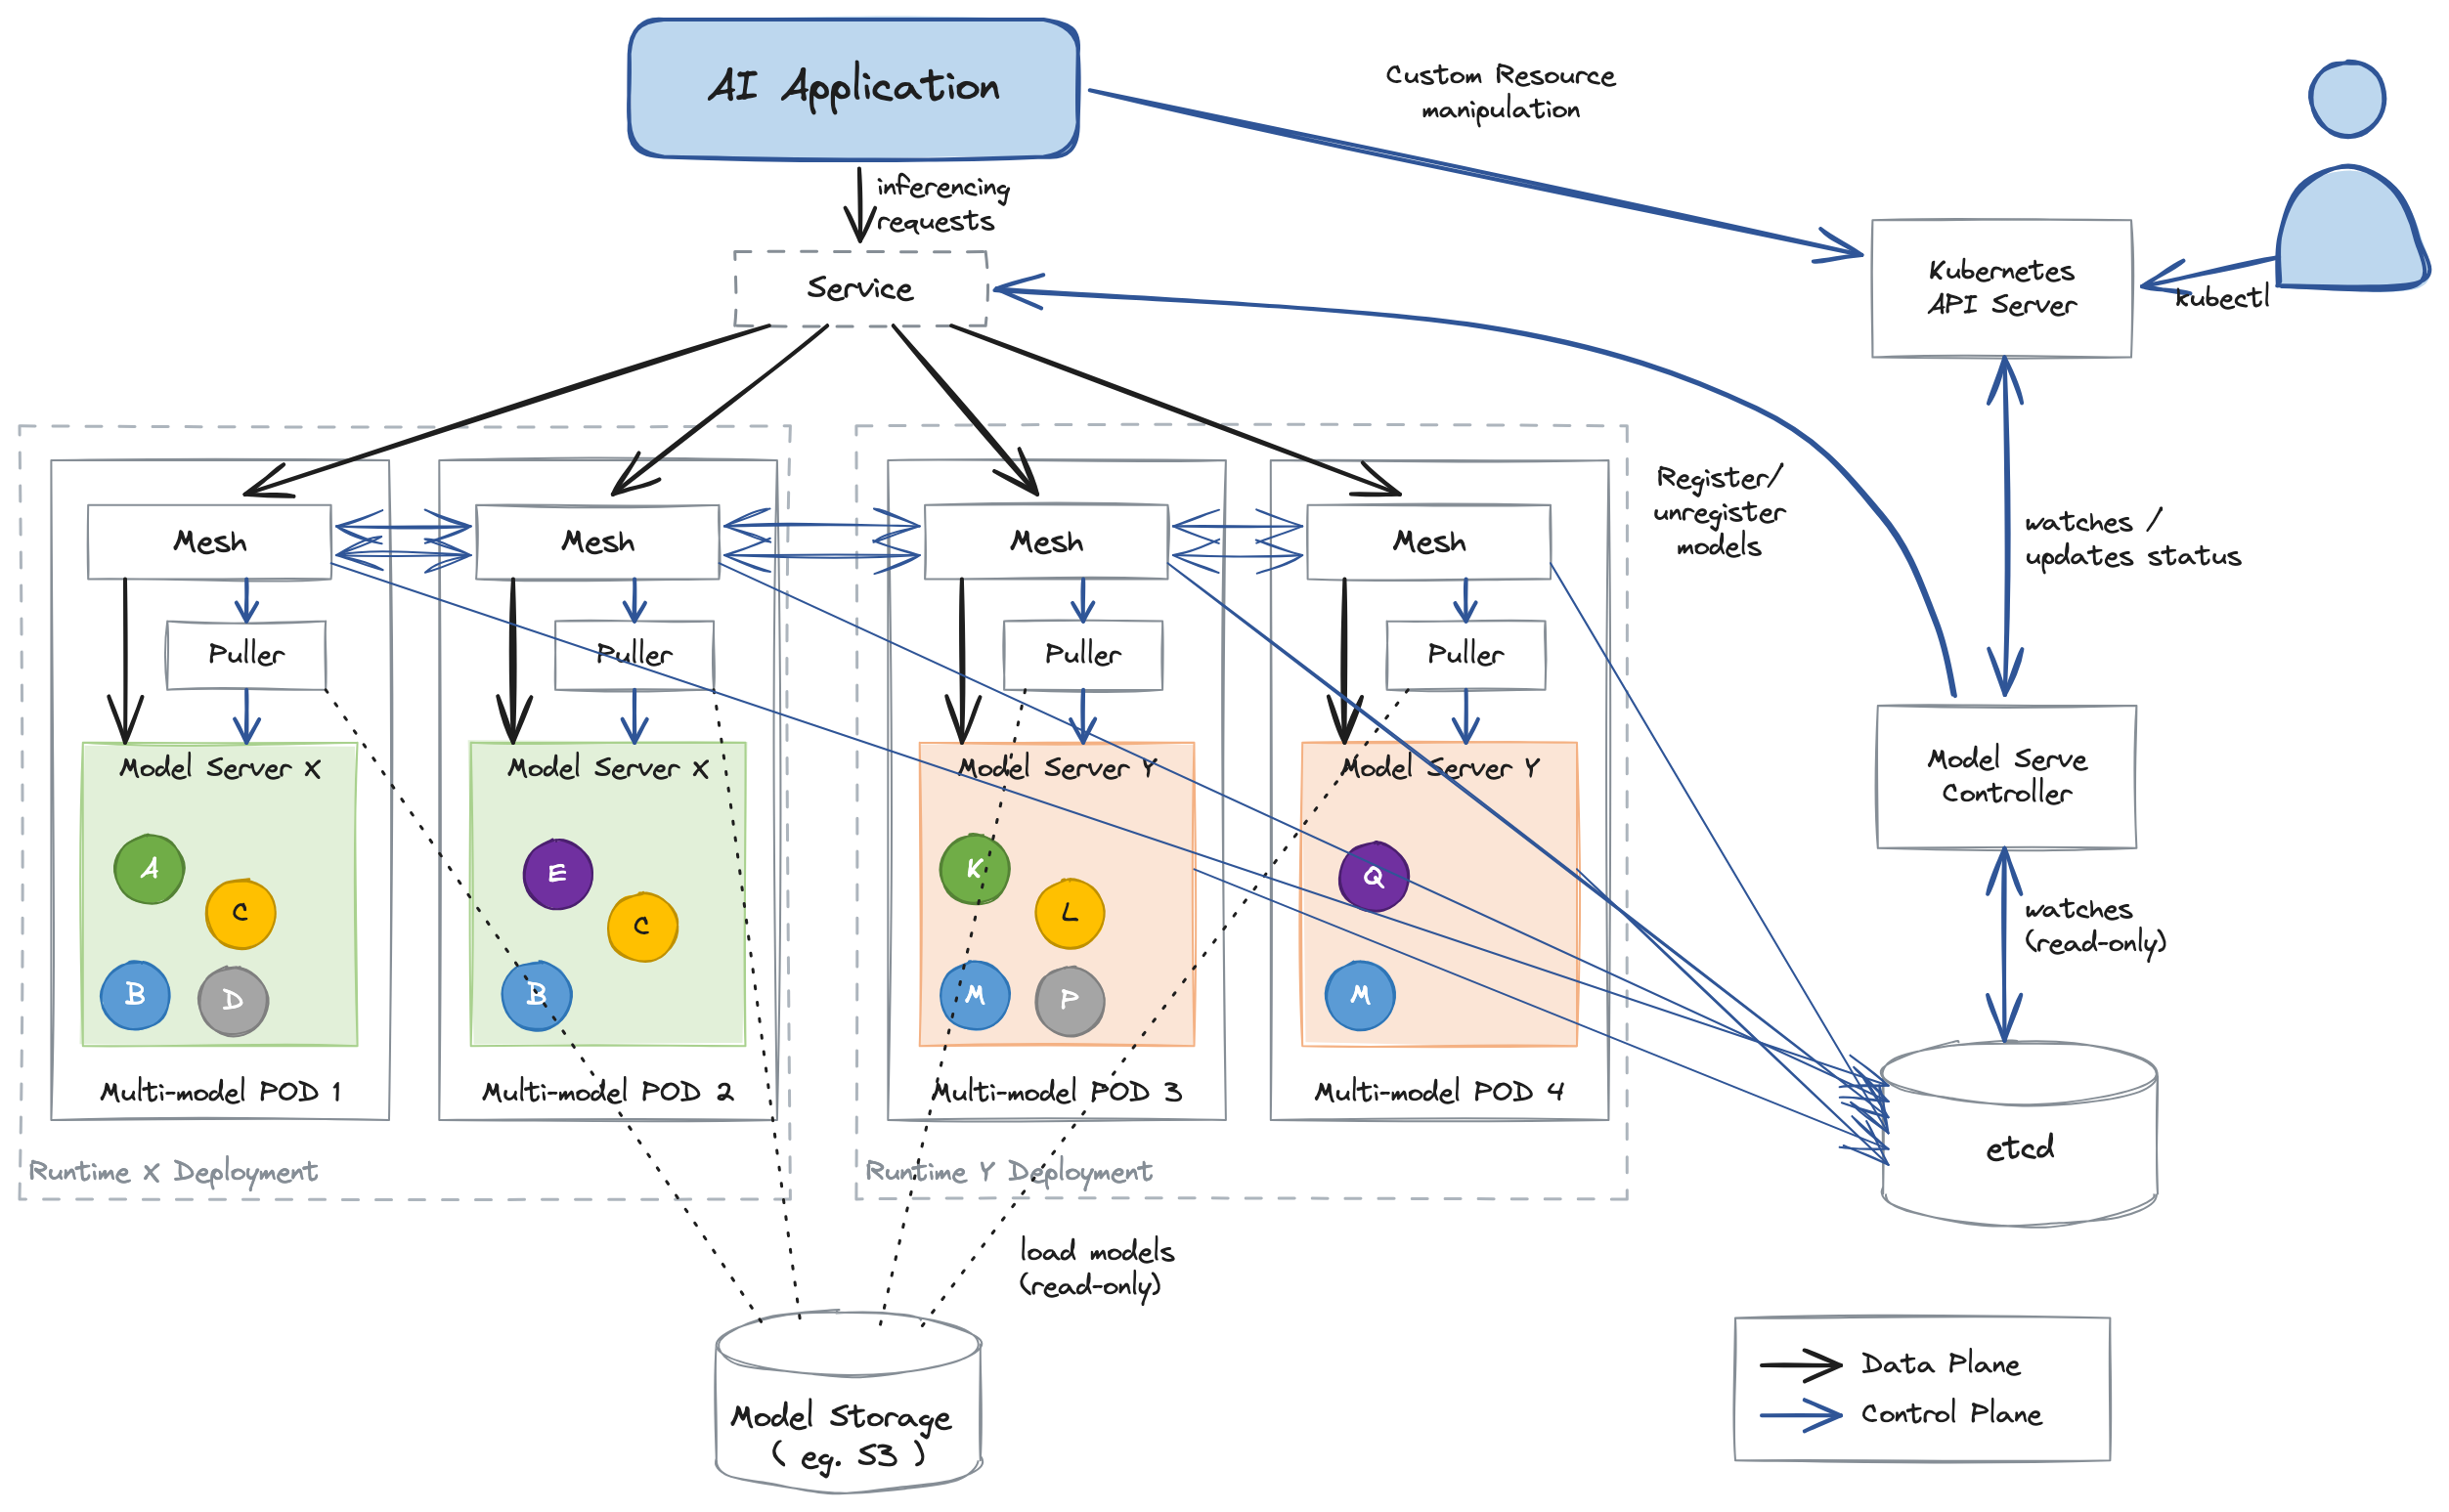 AI Application
Custom Resource
manipulation
inferencing
requests
Service
Kubernetes
API Server
kubectl
Register/
unregister
models
watches /
updates status
Mesh
Mesh
Mesh
Mesh
Puller
Puller
Puller
Puller
Model Server X
Model Server X
Model Server Y
Model Server Y
Model Serve
Controller
A
C
B
D
E
C
B
K
L
M
P
Q
M
watches
(read-only)
Multi-model POD 1
Multi-model POD 2
Multi-model POD 3
Multi-model POD 4
etcd
Runtime X Deployment
Runtime Y Deployment
load models
(read-only)
Model Storage
( eg. S3 )
Data Plane
Control Plane